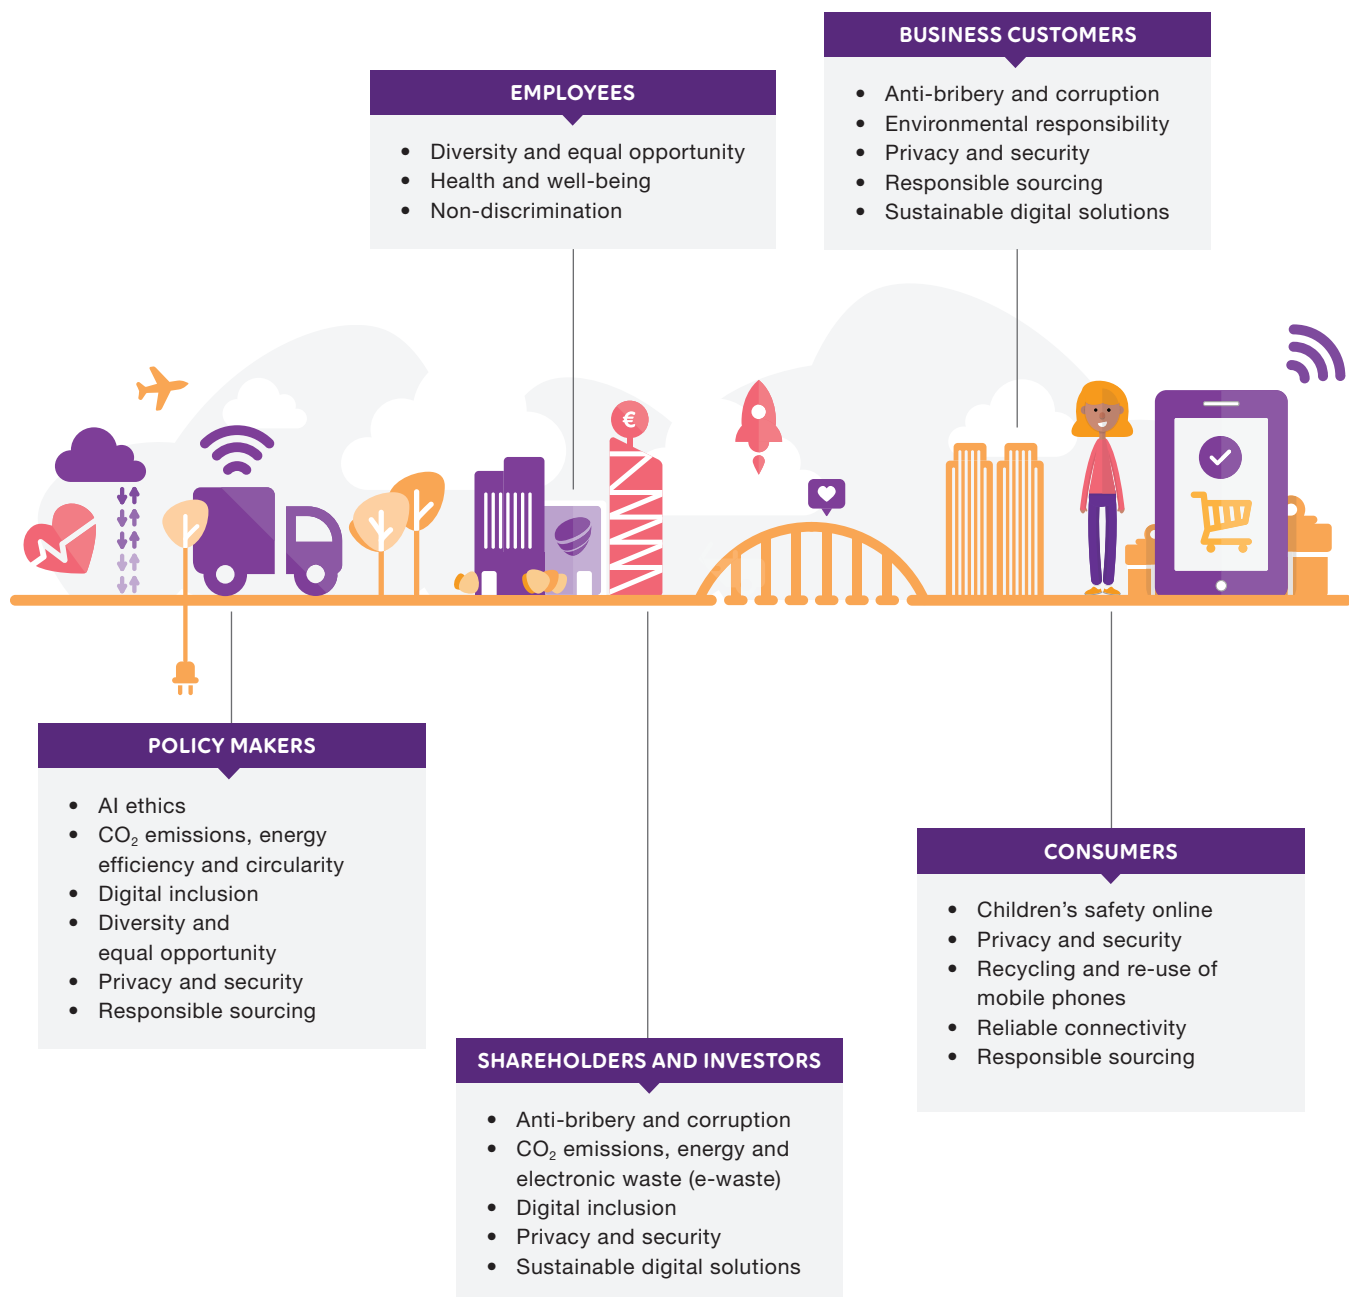 BUSINESS CUSTOMERS
• Anti-bribery and corruption
• Environmental responsibility
• Privacy and security
• Responsible sourcing
• Sustainable digital solutions
EMPLOYEES
• Diversity and equal opportunity
• Health and well-being
• Non-discrimination
€
POLICY MAKERS
• AI ethics
• CO₂ emissions, energy
efficiency and circularity
• Digital inclusion
• Diversity and
equal opportunity
• Privacy and security
• Responsible sourcing
SHAREHOLDERS AND INVESTORS
• Anti-bribery and corruption
• CO₂ emissions, energy and
electronic waste (e-waste)
• Digital inclusion
• Privacy and security
• Sustainable digital solutions
CONSUMERS
• Children’s safety online
• Privacy and security
• Recycling and re-use of
mobile phones
• Reliable connectivity
• Responsible sourcing